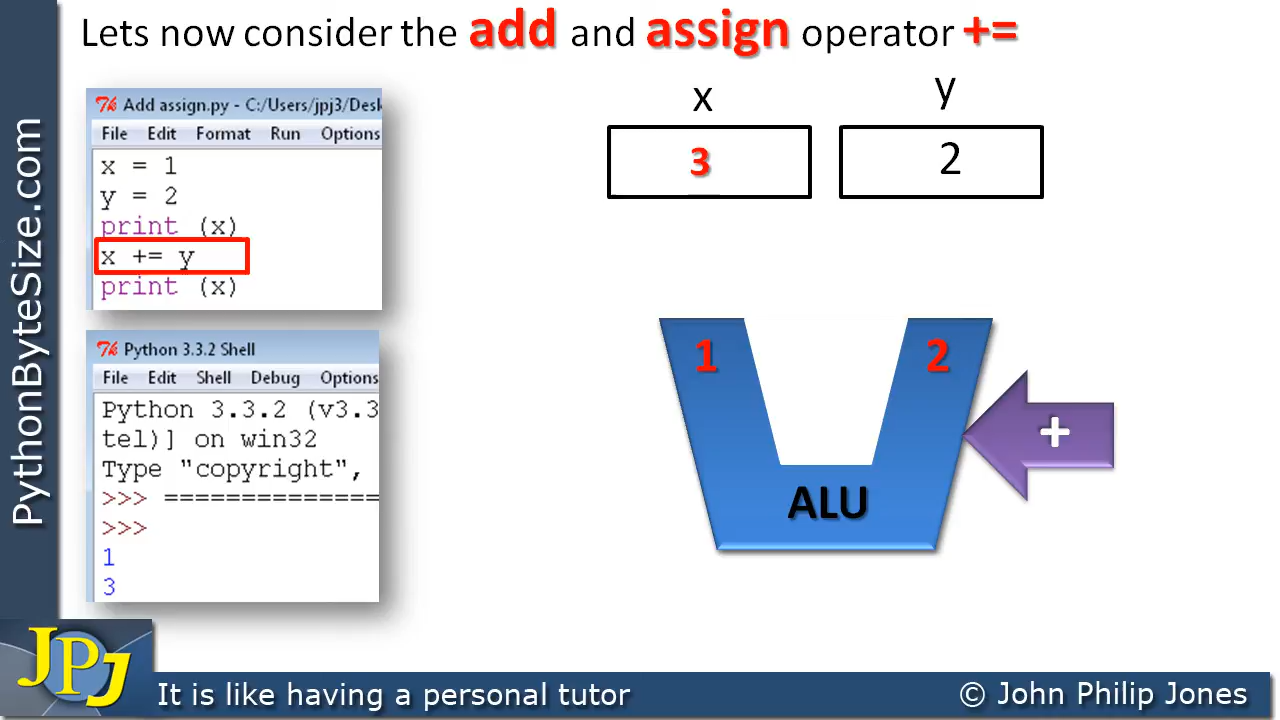 Lets now consider the add and assign operator +=
Add assign.py - C:/Users/jpj3/Desk
File Edit Format Run Options
x = 1
y = 2
print (x)
x += y
print (x)
Python 3.3.2 Shell
File Edit Shell Debug Options
Python 3.3.2 (v3.3
tel)] on win32
Type "copyright",
>>> ===============
>>>
1
3
x y
3 2
1 2
+
ALU
PythonByteSize.com
JPJ
It is like having a personal tutor
© John Philip Jones